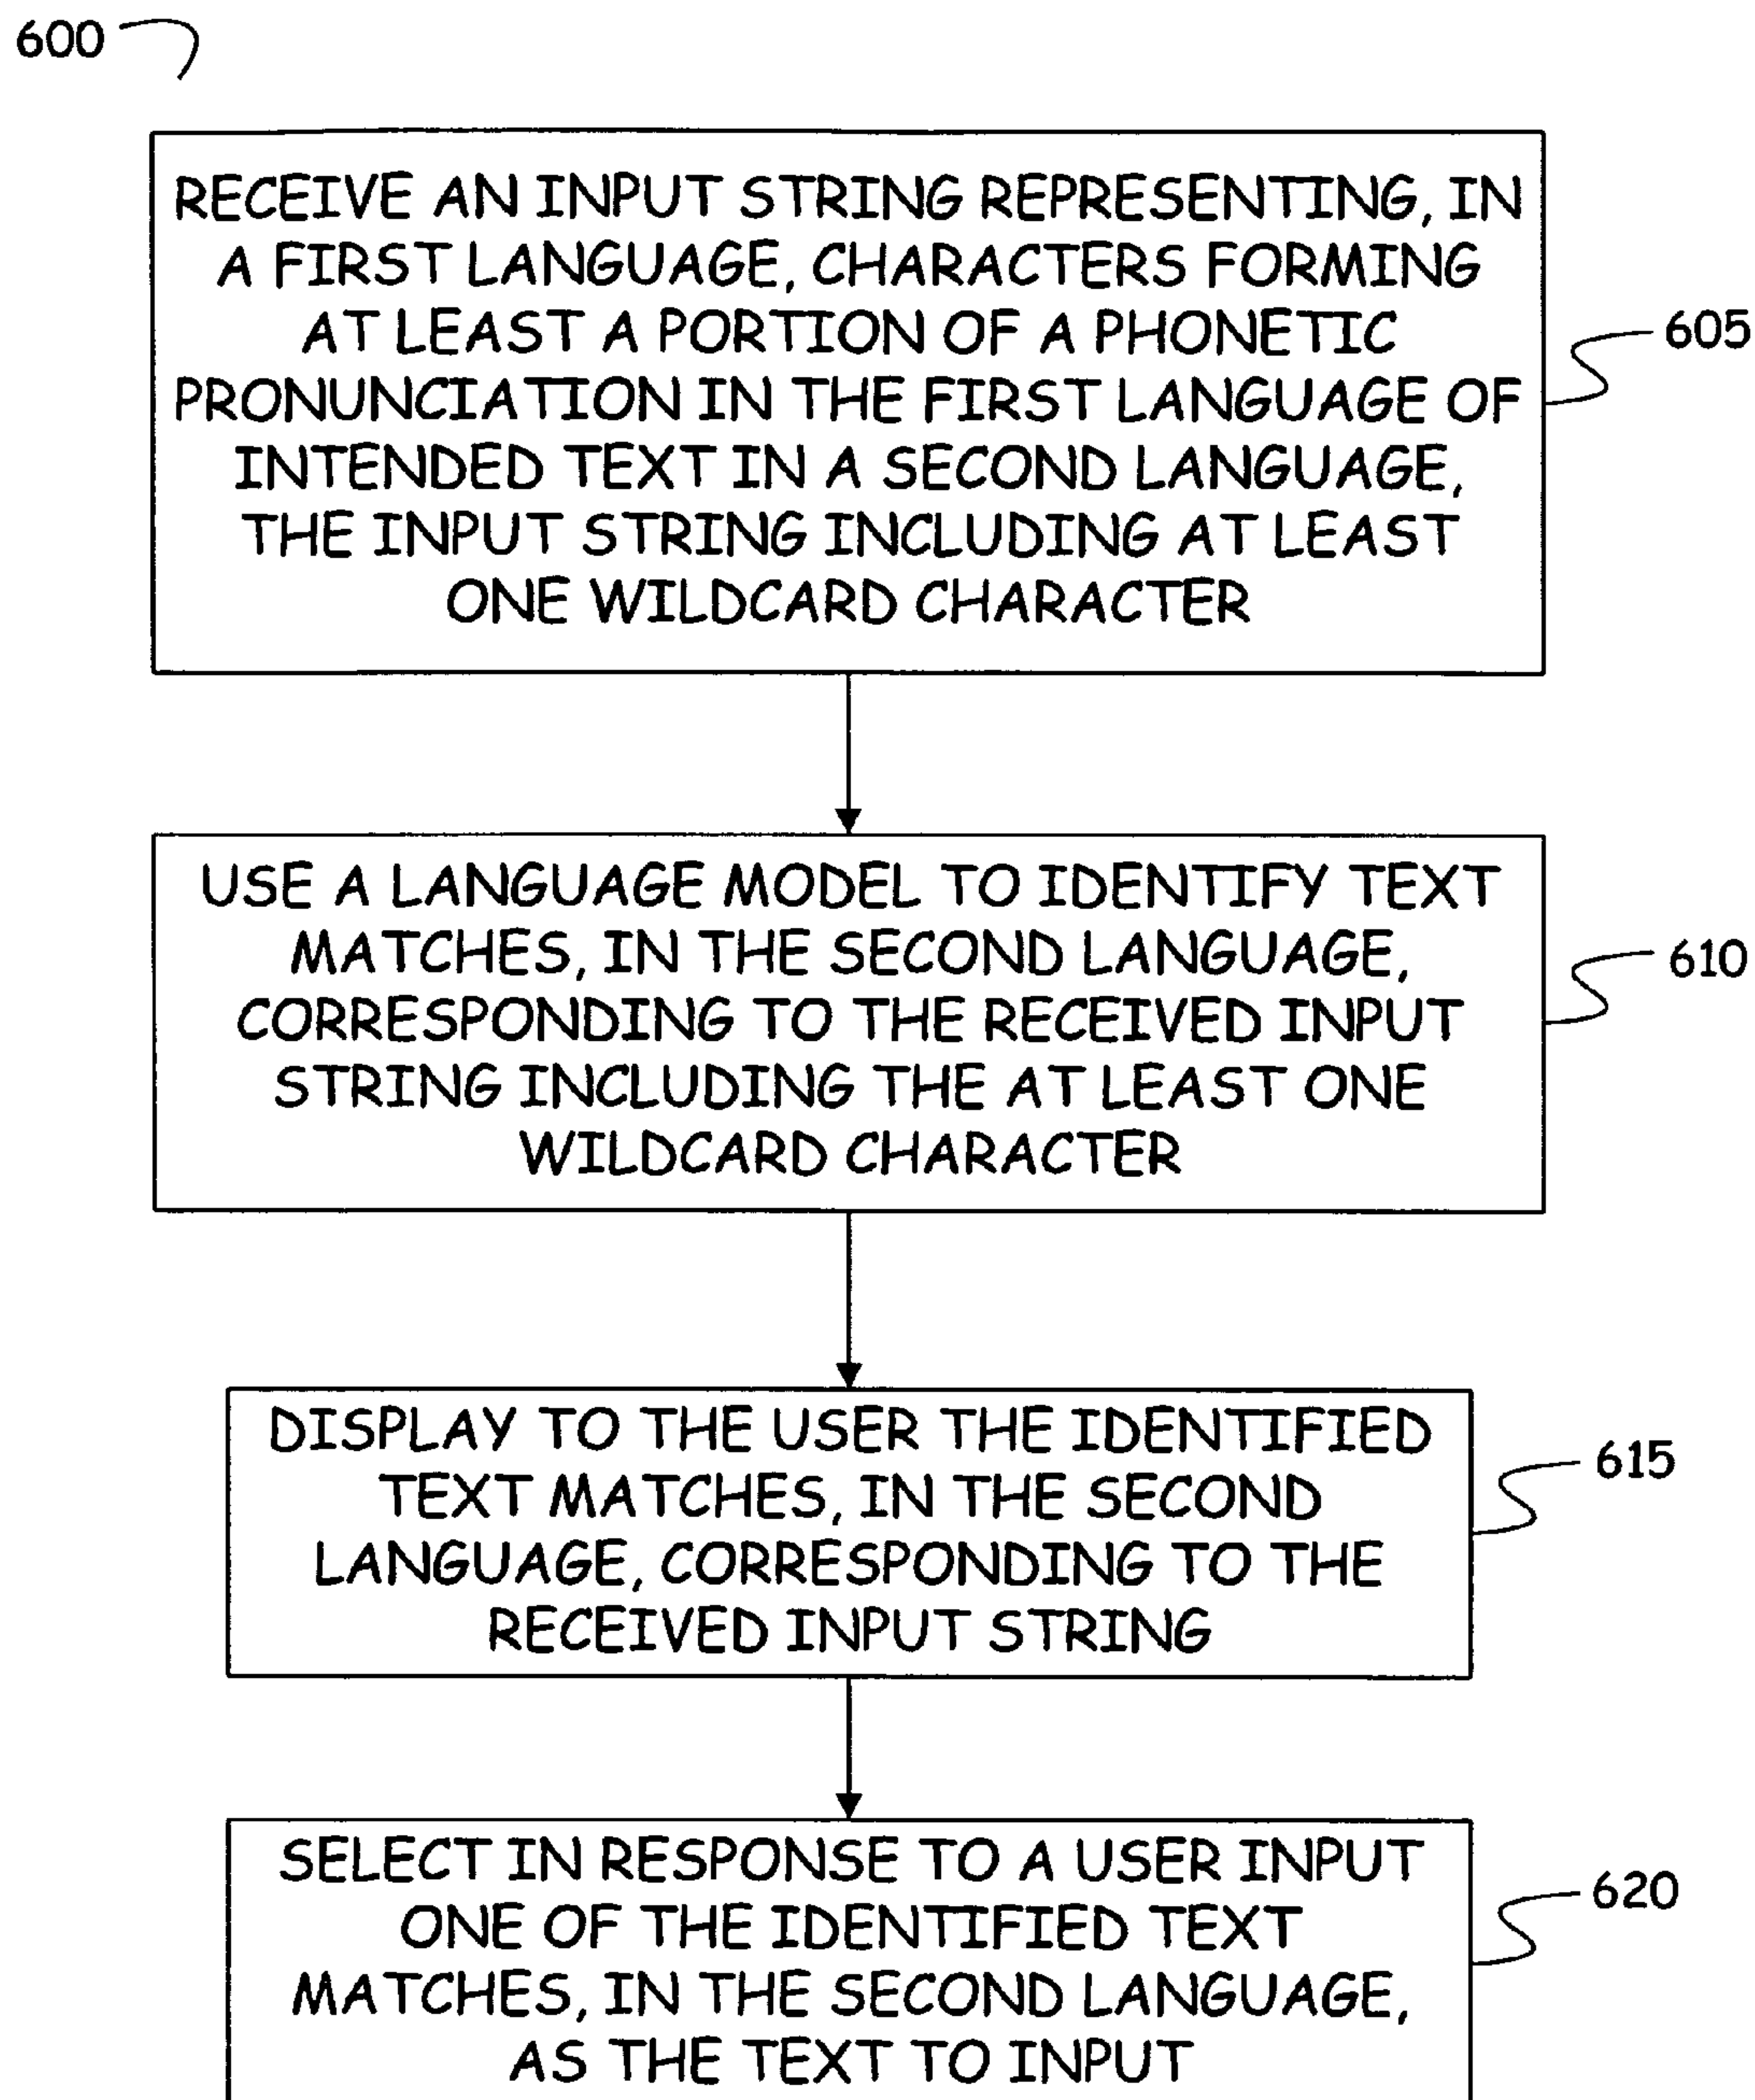 600
RECEIVE AN INPUT STRING REPRESENTING, IN
A FIRST LANGUAGE, CHARACTERS FORMING
AT LEAST A PORTION OF A PHONETIC
PRONUNCIATION IN THE FIRST LANGUAGE OF
INTENDED TEXT IN A SECOND LANGUAGE,
THE INPUT STRING INCLUDING AT LEAST
ONE WILDCARD CHARACTER
605
USE A LANGUAGE MODEL TO IDENTIFY TEXT
MATCHES, IN THE SECOND LANGUAGE,
CORRESPONDING TO THE RECEIVED INPUT
STRING INCLUDING THE AT LEAST ONE
WILDCARD CHARACTER
610
DISPLAY TO THE USER THE IDENTIFIED
TEXT MATCHES, IN THE SECOND
LANGUAGE, CORRESPONDING TO THE
RECEIVED INPUT STRING
615
SELECT IN RESPONSE TO A USER INPUT
ONE OF THE IDENTIFIED TEXT
MATCHES, IN THE SECOND LANGUAGE,
AS THE TEXT TO INPUT
620